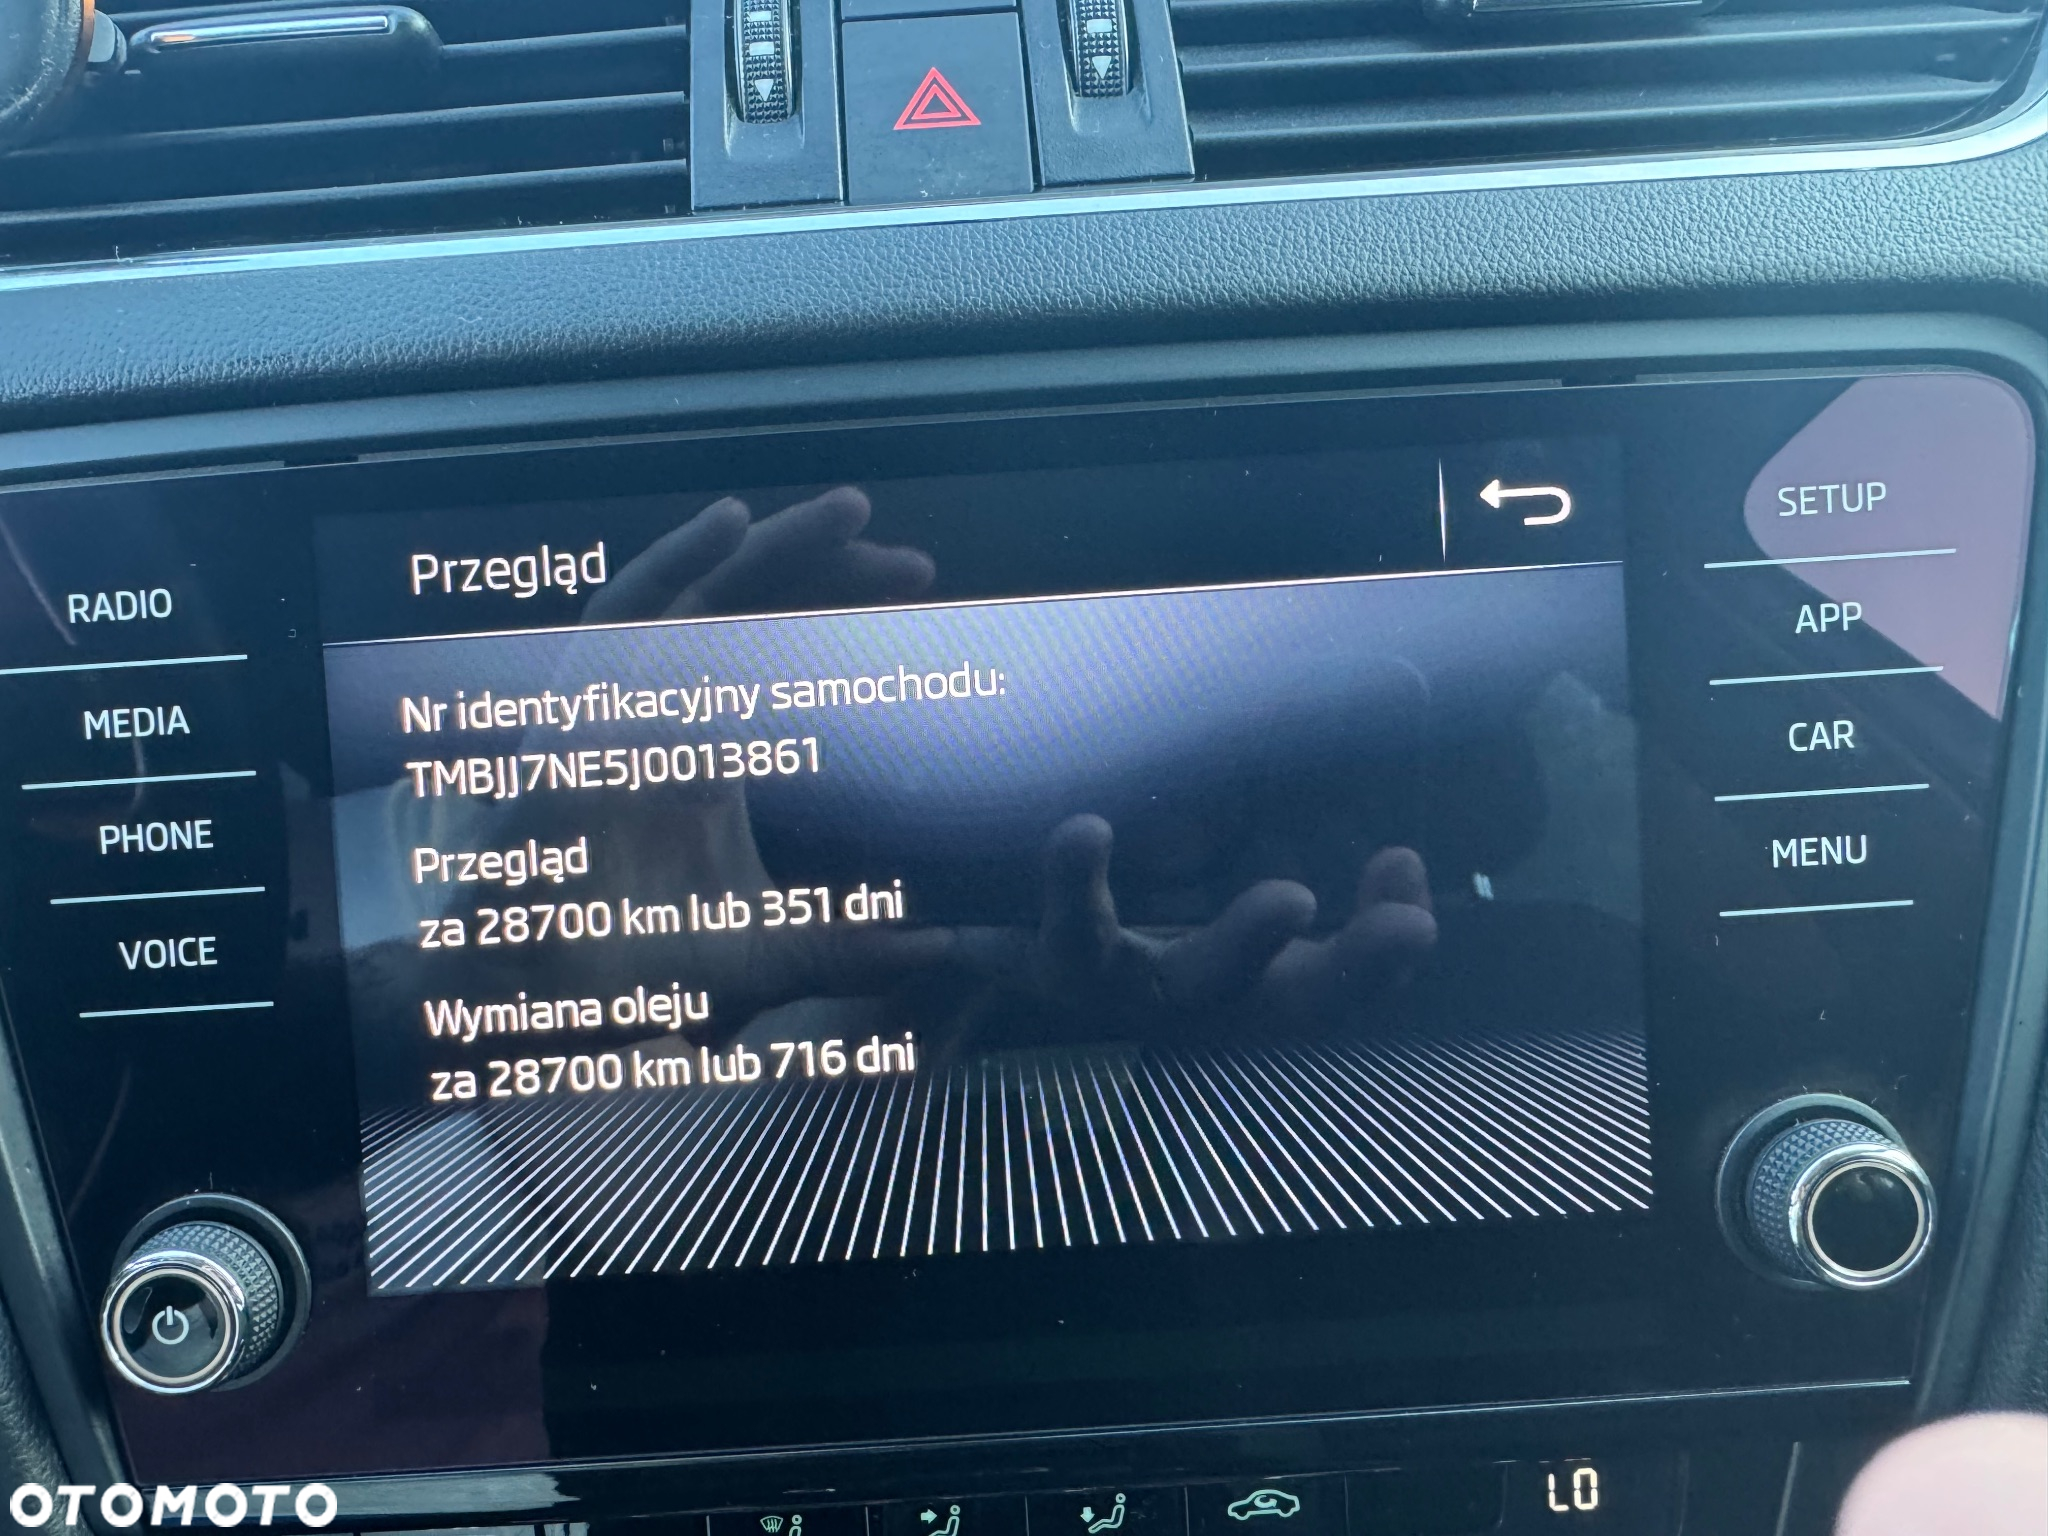 Przegląd
Nr identyfikacyjny samochodu:
TMBJJ7NE5J0013861
Przegląd
za 28700 km lub 351 dni
Wymiana oleju
za 28700 km lub 716 dni
RADIO
MEDIA
PHONE
VOICE
SETUP
APP
CAR
MENU
LO
OTOMOTO